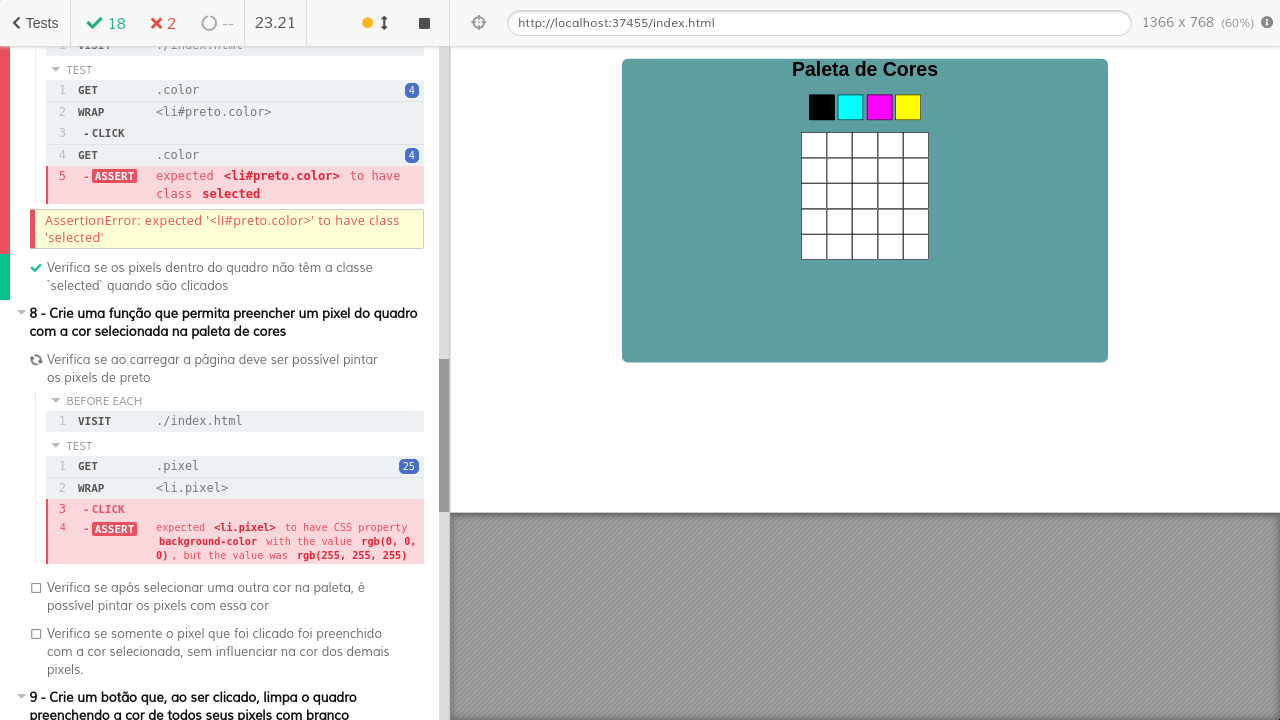 Tests
18
2
--
23.21
http://localhost:37455/index.html
1366 x 768 (60%)
1 VISIT ./index.html
TEST
1 GET .color 4
2 WRAP <li#preto.color>
3 - CLICK
4 GET .color 4
5 - ASSERT expected <li#preto.color> to have
class selected
AssertionError: expected '<li#preto.color>' to have class
'selected'
Verifica se os pixels dentro do quadro não têm a classe
`selected` quando são clicados
8 - Crie uma função que permita preencher um pixel do quadro
com a cor selecionada na paleta de cores
Verifica se ao carregar a página deve ser possível pintar
os pixels de preto
BEFORE EACH
1 VISIT ./index.html
TEST
1 GET .pixel 25
2 WRAP <li.pixel>
3 - CLICK
4 - ASSERT expected <li.pixel> to have CSS property
background-color with the value rgb(0, 0,
0) , but the value was rgb(255, 255, 255)
Verifica se após selecionar uma outra cor na paleta, é
possível pintar os pixels com essa cor
Verifica se somente o pixel que foi clicado foi preenchido
com a cor selecionada, sem influenciar na cor dos demais
pixels.
9 - Crie um botão que, ao ser clicado, limpa o quadro
preenchendo a cor de todos seus pixels com branco
Paleta de Cores